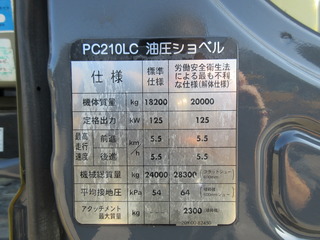 PC210LC 油圧ショベル
仕様 標準仕様 労働安全衛生法による最も不利な仕様(解体仕様)
機体質量 kg 18200 20000
定格出力 kW 125 125
最高走行速度 前進 km/h 5.5 5.5
後進 5.5 5.5
機械総質量 kg 24000 28300
平均接地圧 kPa 54 64
アタッチメント最大質量 kg 2300